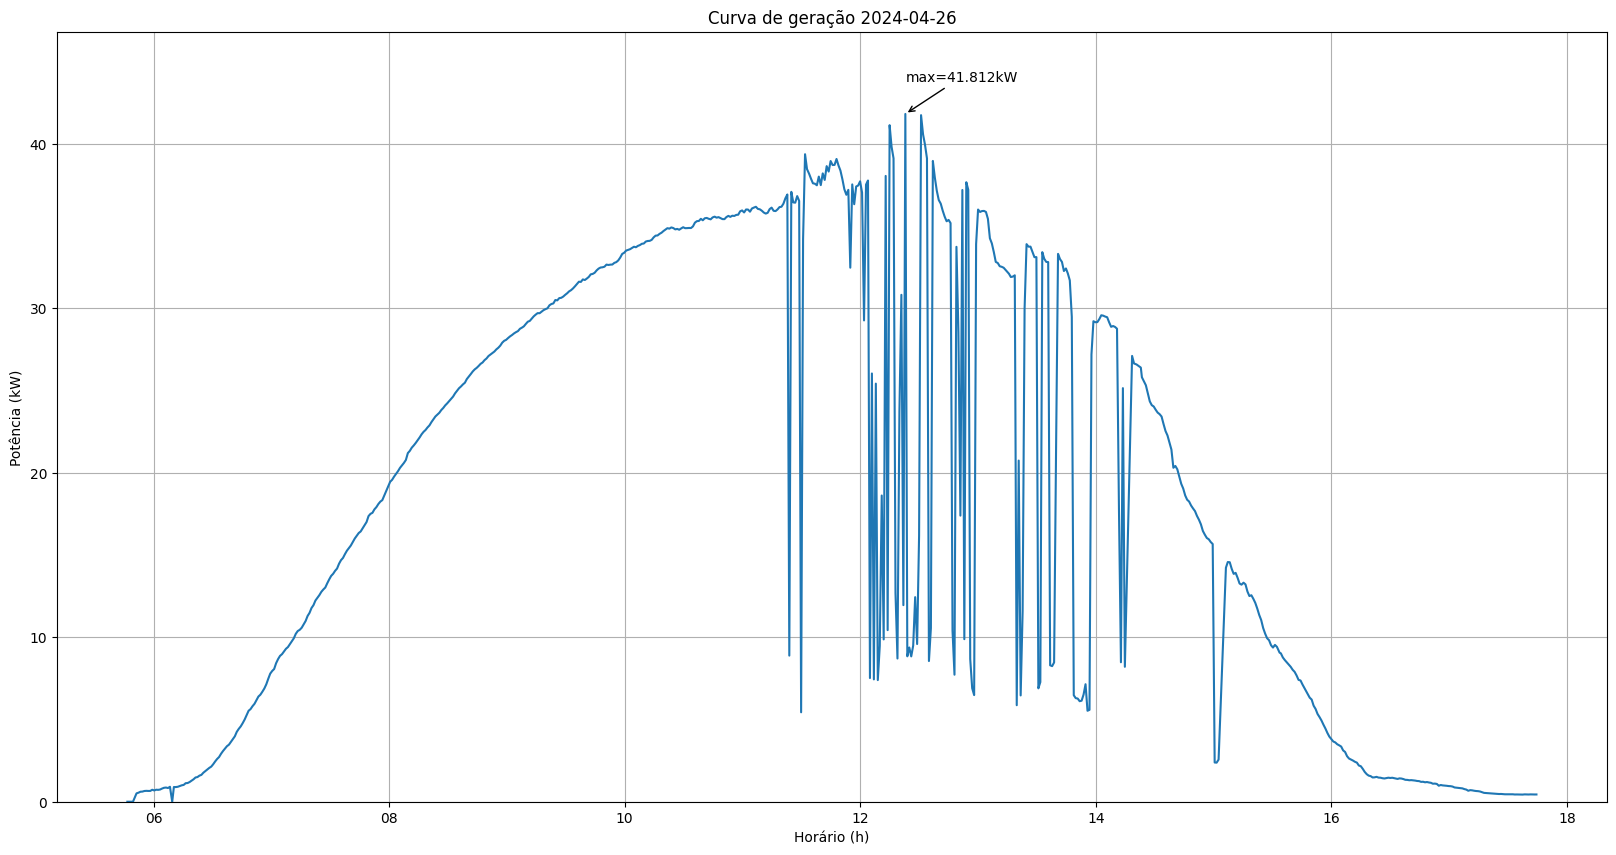 Curva de geração 2024-04-26
max=41.812kW
Potência (kW)
40
30
20
10
0
06 08 10 12 14 16 18
Horário (h)